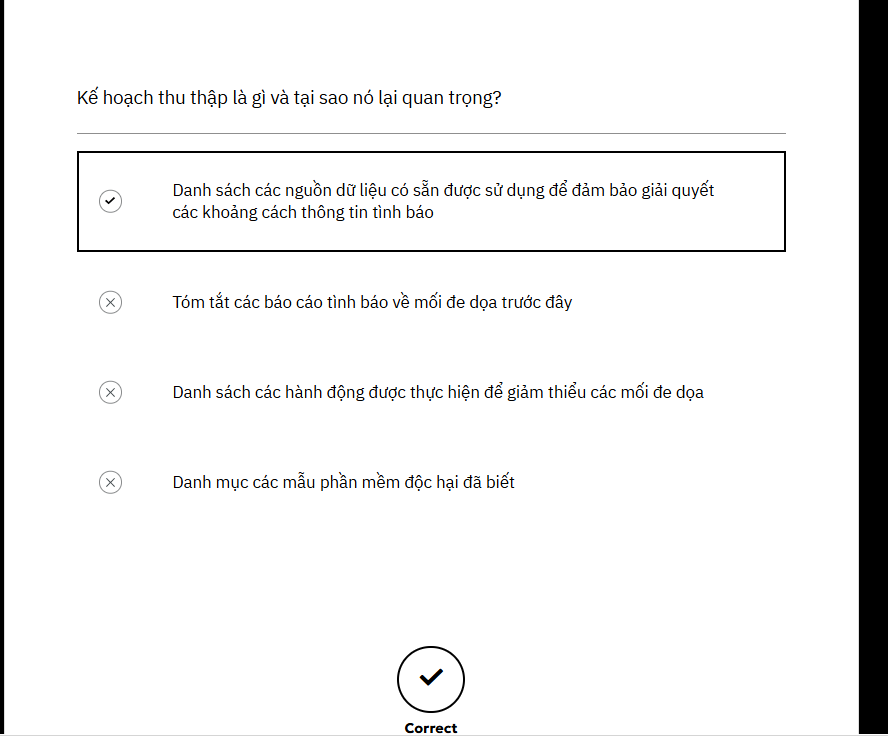 Kế hoạch thu thập là gì và tại sao nó lại quan trọng?
Danh sách các nguồn dữ liệu có sẵn được sử dụng để đảm bảo giải quyết
các khoảng cách thông tin tình báo
Tóm tắt các báo cáo tình báo về mối đe dọa trước đây
Danh sách các hành động được thực hiện để giảm thiểu các mối đe dọa
Danh mục các mẫu phần mềm độc hại đã biết
Correct